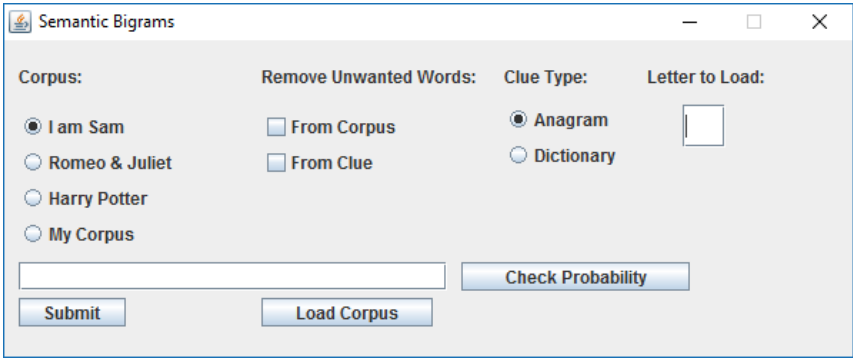 Semantic Bigrams
Corpus: Remove Unwanted Words: Clue Type: Letter to Load:
I am Sam From Corpus Anagram
Romeo & Juliet From Clue Dictionary
Harry Potter
My Corpus
Check Probability
Submit Load Corpus